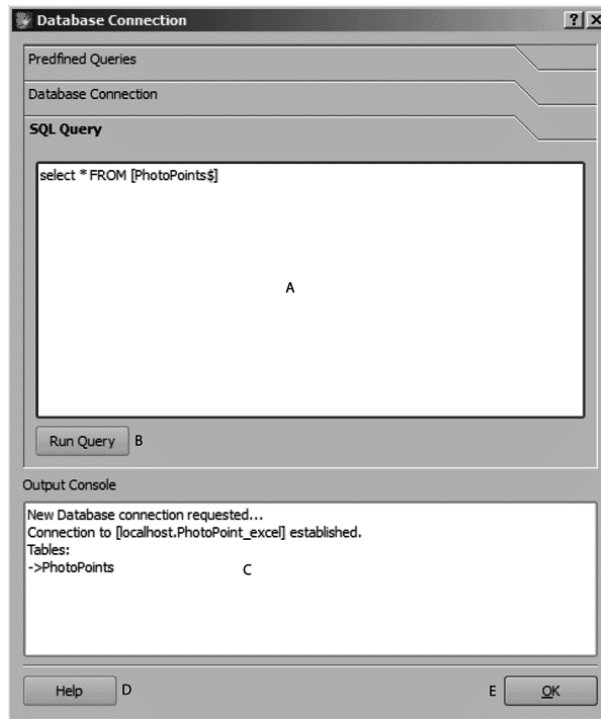 Database Connection
Predfined Queries
Database Connection
SQL Query
select * FROM [PhotoPoints$]
A
Run Query B
Output Console
New Database connection requested...
Connection to [localhost.PhotoPoint_excel] established.
Tables:
->PhotoPoints
C
Help D E OK